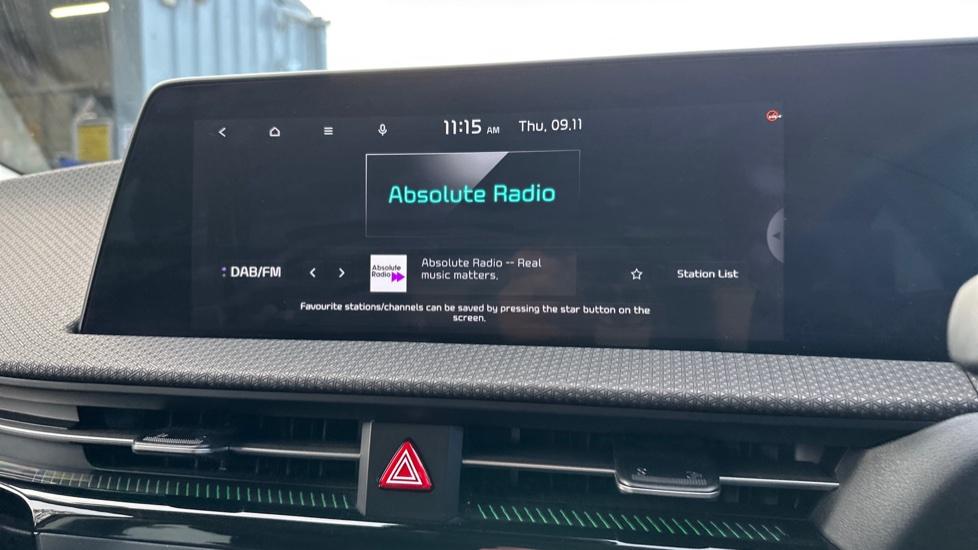 11:15 AM Thu, 09.11
Absolute Radio
DAB/FM
Absolute
Radio
Absolute Radio -- Real
music matters.
Station List
Favourite stations/channels can be saved by pressing the star button on the
screen.